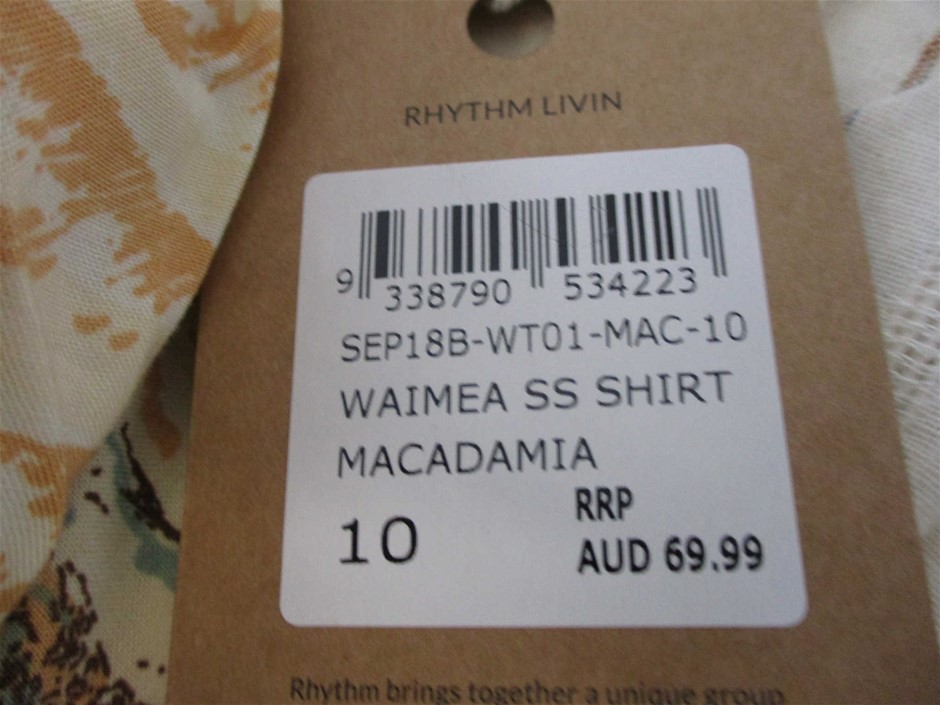 RHYTHM LIVIN
9 338790 534223
SEP18B-WT01-MAC-10
WAIMEA SS SHIRT
MACADAMIA
RRP
10
AUD 69.99
Rhythm brings together a unique group